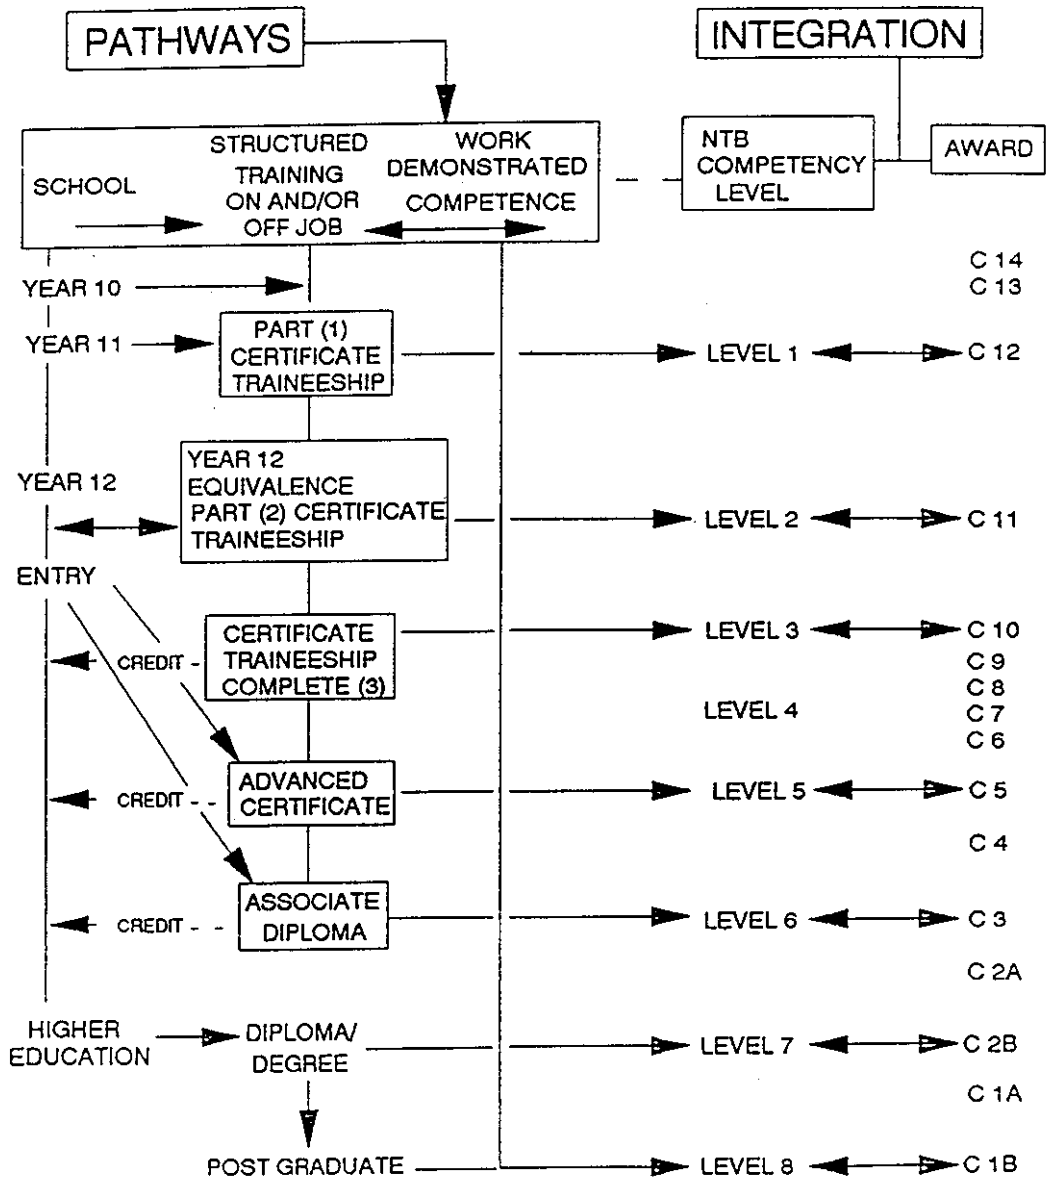 PATHWAYS
INTEGRATION
SCHOOL
STRUCTURED
TRAINING
ON AND/OR
OFF JOB
WORK
DEMONSTRATED
COMPETENCE
NTB
COMPETENCY
LEVEL
AWARD
C 14
YEAR 10
C 13
YEAR 11
PART (1)
CERTIFICATE
TRAINEESHIP
LEVEL 1
C 12
YEAR 12
YEAR 12
EQUIVALENCE
PART (2) CERTIFICATE
TRAINEESHIP
LEVEL 2
C 11
ENTRY
CERTIFICATE
TRAINEESHIP
COMPLETE (3)
LEVEL 3
C 10
CREDIT
C 9
C 8
LEVEL 4
C 7
C 6
ADVANCED
CERTIFICATE
LEVEL 5
C 5
CREDIT
C 4
ASSOCIATE
DIPLOMA
LEVEL 6
C 3
CREDIT
C 2A
HIGHER
EDUCATION
DIPLOMA/
DEGREE
LEVEL 7
C 2B
C 1A
POST GRADUATE
LEVEL 8
C 1B